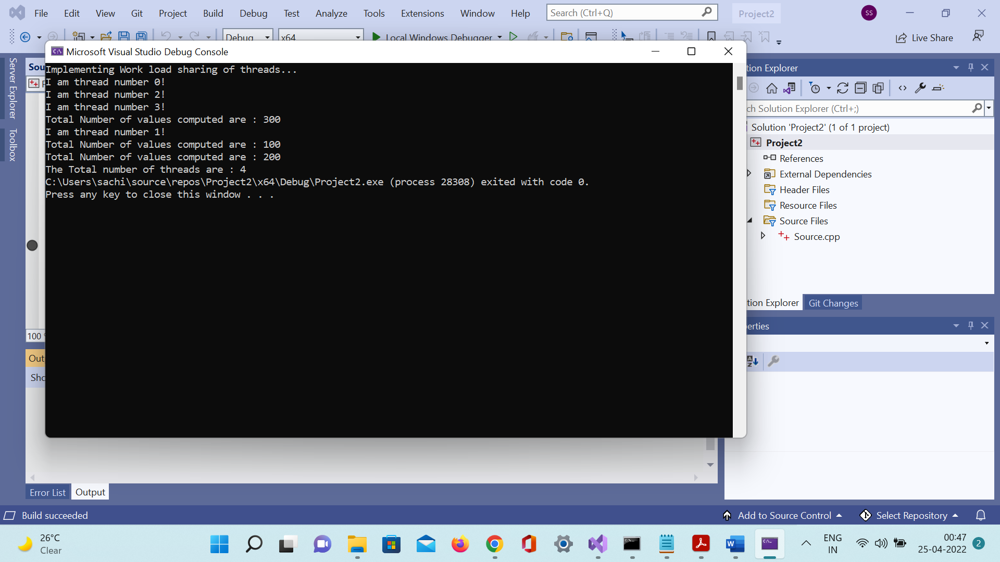 File Edit View Git Project Build Debug Test Analyze Tools Extensions Window Help Search (Ctrl+Q) Project2 SS
Debug x64 Local Windows Debugger Live Share
Microsoft Visual Studio Debug Console
Implementing Work load sharing of threads...
I am thread number 0!
I am thread number 2!
I am thread number 3!
Total Number of values computed are : 300
I am thread number 1!
Total Number of values computed are : 100
Total Number of values computed are : 200
The Total number of threads are : 4
C:\Users\sachi\source\repos\Project2\x64\Debug\Project2.exe (process 28308) exited with code 0.
Press any key to close this window . . .
Server Explorer
Toolbox
Sou
100 %
Out
Sho
Error List Output
tion Explorer
ch Solution Explorer (Ctrl+;)
Solution 'Project2' (1 of 1 project)
Project2
References
External Dependencies
Header Files
Resource Files
Source Files
Source.cpp
tion Explorer Git Changes
erties
Build succeeded Add to Source Control Select Repository
26°C
Clear
ENG
IN
00:47
25-04-2022
2